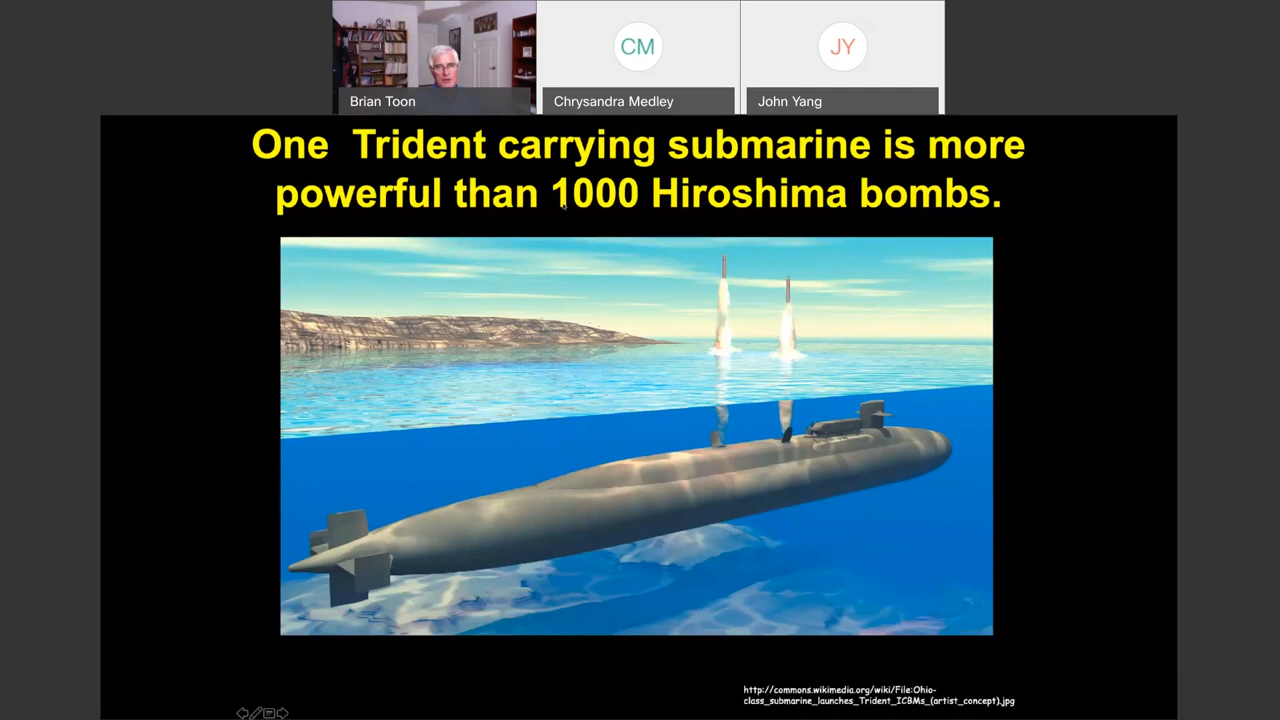 CM
JY
Brian Toon
Chrysandra Medley
John Yang
One Trident carrying submarine is more
powerful than 1000 Hiroshima bombs.
http://commons.wikimedia.org/wiki/File:Ohio-
class_submarine_launches_Trident_ICBMs_(artist_concept).jpg